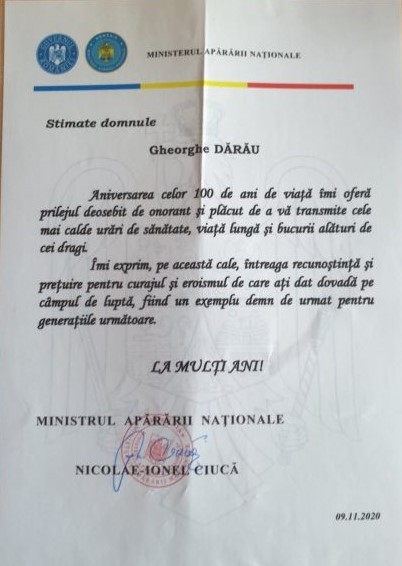 MINISTERUL APĂRĂRII NAȚIONALE
Stimate domnule
Gheorghe DĂRĂU
Aniversarea celor 100 de ani de viață îmi oferă
prilejul deosebit de onorant și plăcut de a vă transmite cele
mai calde urări de sănătate, viață lungă și bucurii alături de
cei dragi.
Îmi exprim, pe această cale, întreaga recunoștință și
prețuire pentru curajul și eroismul de care ați dat dovadă pe
câmpul de luptă, fiind un exemplu demn de urmat pentru
generațiile următoare.
LA MULȚI ANI!
MINISTRUL APĂRĂRII NAȚIONALE
NICOLAE-IONEL CIUCĂ
09.11.2020